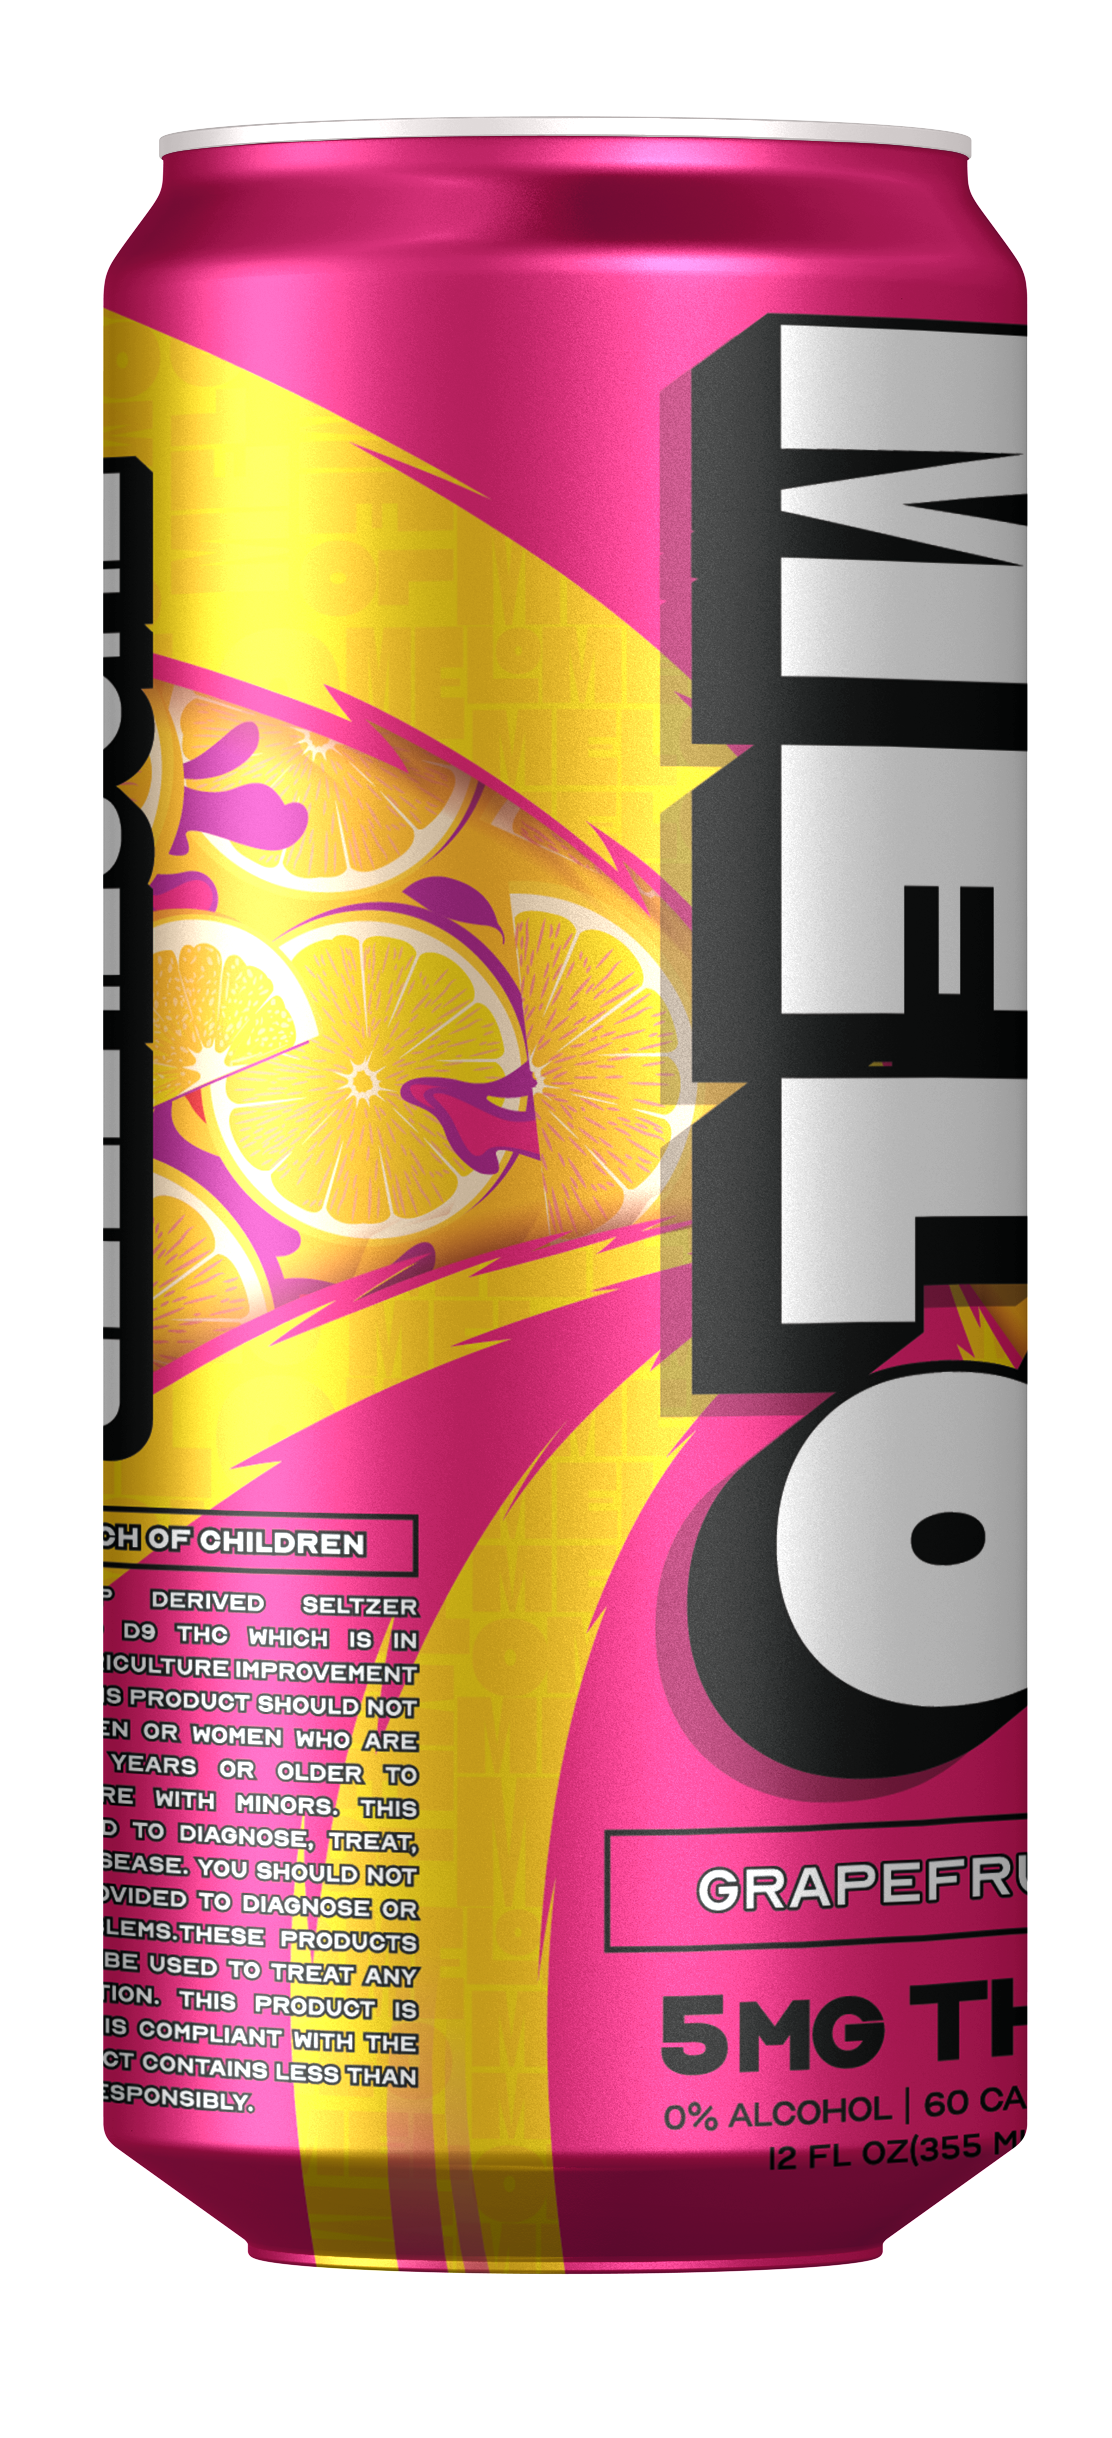 MELO
GRAPEFRU
5MG TH
0% ALCOHOL | 60 CA
12 FL OZ(355 M
CH OF CHILDREN
DERIVED SELTZER
D9 THC WHICH IS IN
ICULTURE IMPROVEMENT
IS PRODUCT SHOULD NOT
EN OR WOMEN WHO ARE
YEARS OR OLDER TO
RE WITH MINORS. THIS
D TO DIAGNOSE, TREAT,
SEASE. YOU SHOULD NOT
OVIDED TO DIAGNOSE OR
LEMS.THESE PRODUCTS
BE USED TO TREAT ANY
TION. THIS PRODUCT IS
IS COMPLIANT WITH THE
CT CONTAINS LESS THAN
ESPONSIBLY.